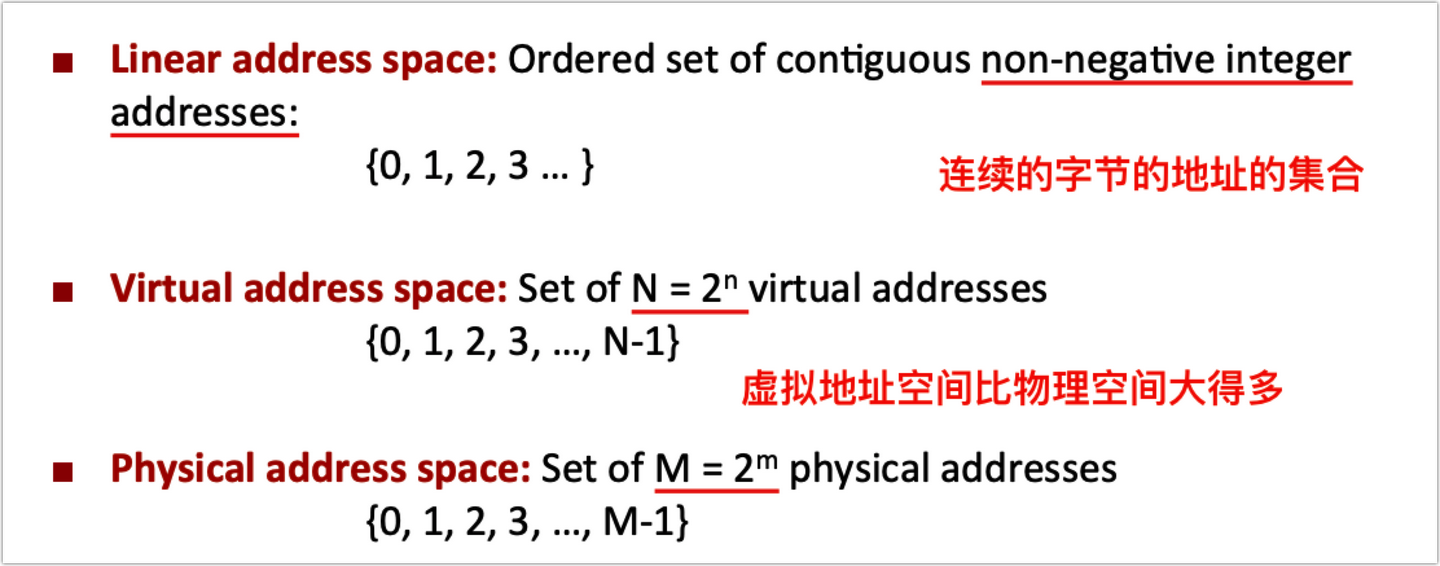 ■ Linear address space: Ordered set of contiguous non-negative integer
addresses:
{0, 1, 2, 3 … }
连续的字节的地址的集合
■ Virtual address space: Set of N = 2ⁿ virtual addresses
{0, 1, 2, 3, …, N-1}
虚拟地址空间比物理空间大得多
■ Physical address space: Set of M = 2ᵐ physical addresses
{0, 1, 2, 3, …, M-1}